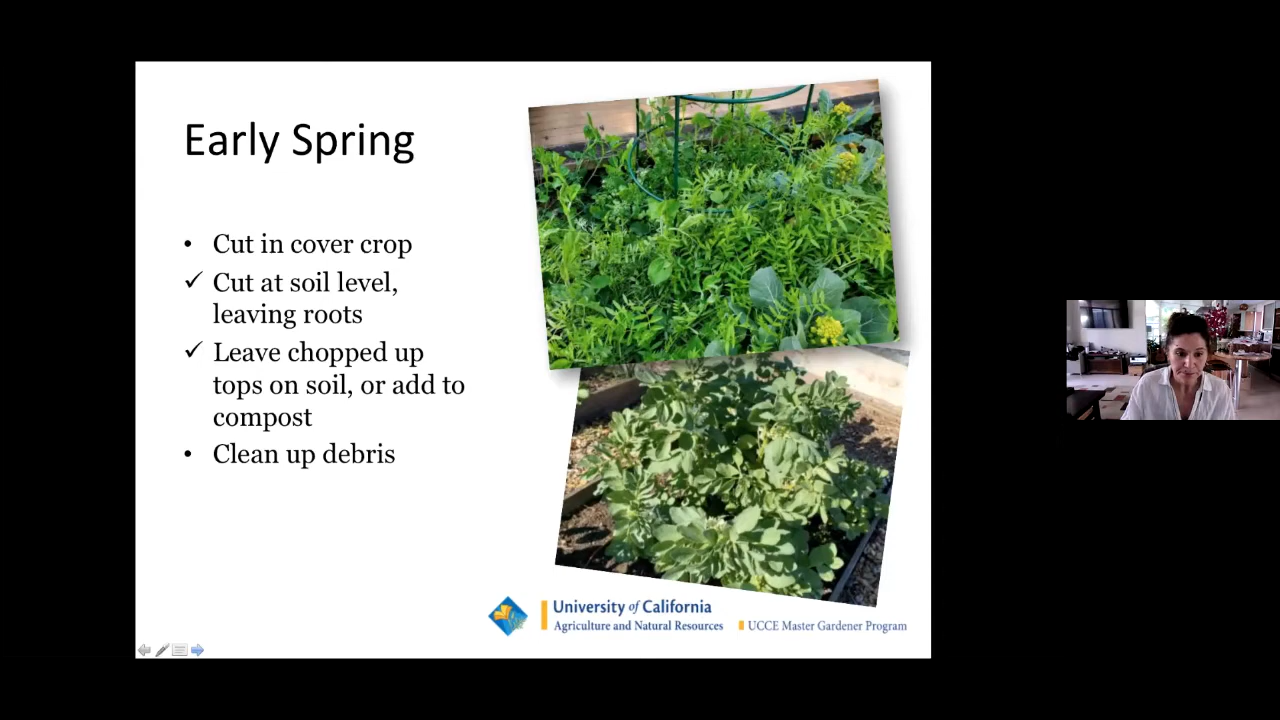 Early Spring
• Cut in cover crop
✓ Cut at soil level,
leaving roots
✓ Leave chopped up
tops on soil, or add to
compost
• Clean up debris
University of California
Agriculture and Natural Resources
UCCE Master Gardener Program